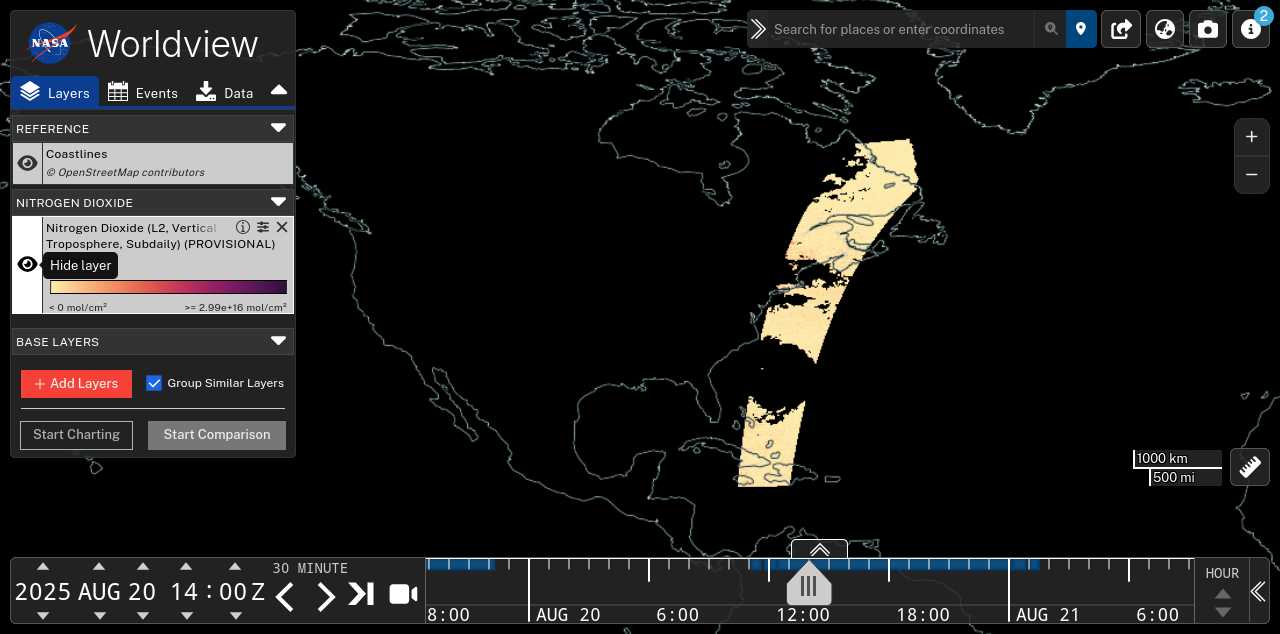 NASA
Worldview
Layers
Events
Data
REFERENCE
Coastlines
© OpenStreetMap contributors
NITROGEN DIOXIDE
Nitrogen Dioxide (L2, Vertical
Troposphere, Subdaily) (PROVISIONAL)
Hide layer
< 0 mol/cm²
>= 2.99e+16 mol/cm²
BASE LAYERS
+ Add Layers
Group Similar Layers
Start Charting
Start Comparison
Search for places or enter coordinates
2
+
−
1000 km
500 mi
2025 AUG 20 14 : 00 Z
30 MINUTE
8:00
AUG 20
6:00
12:00
18:00
AUG 21
6:00
HOUR